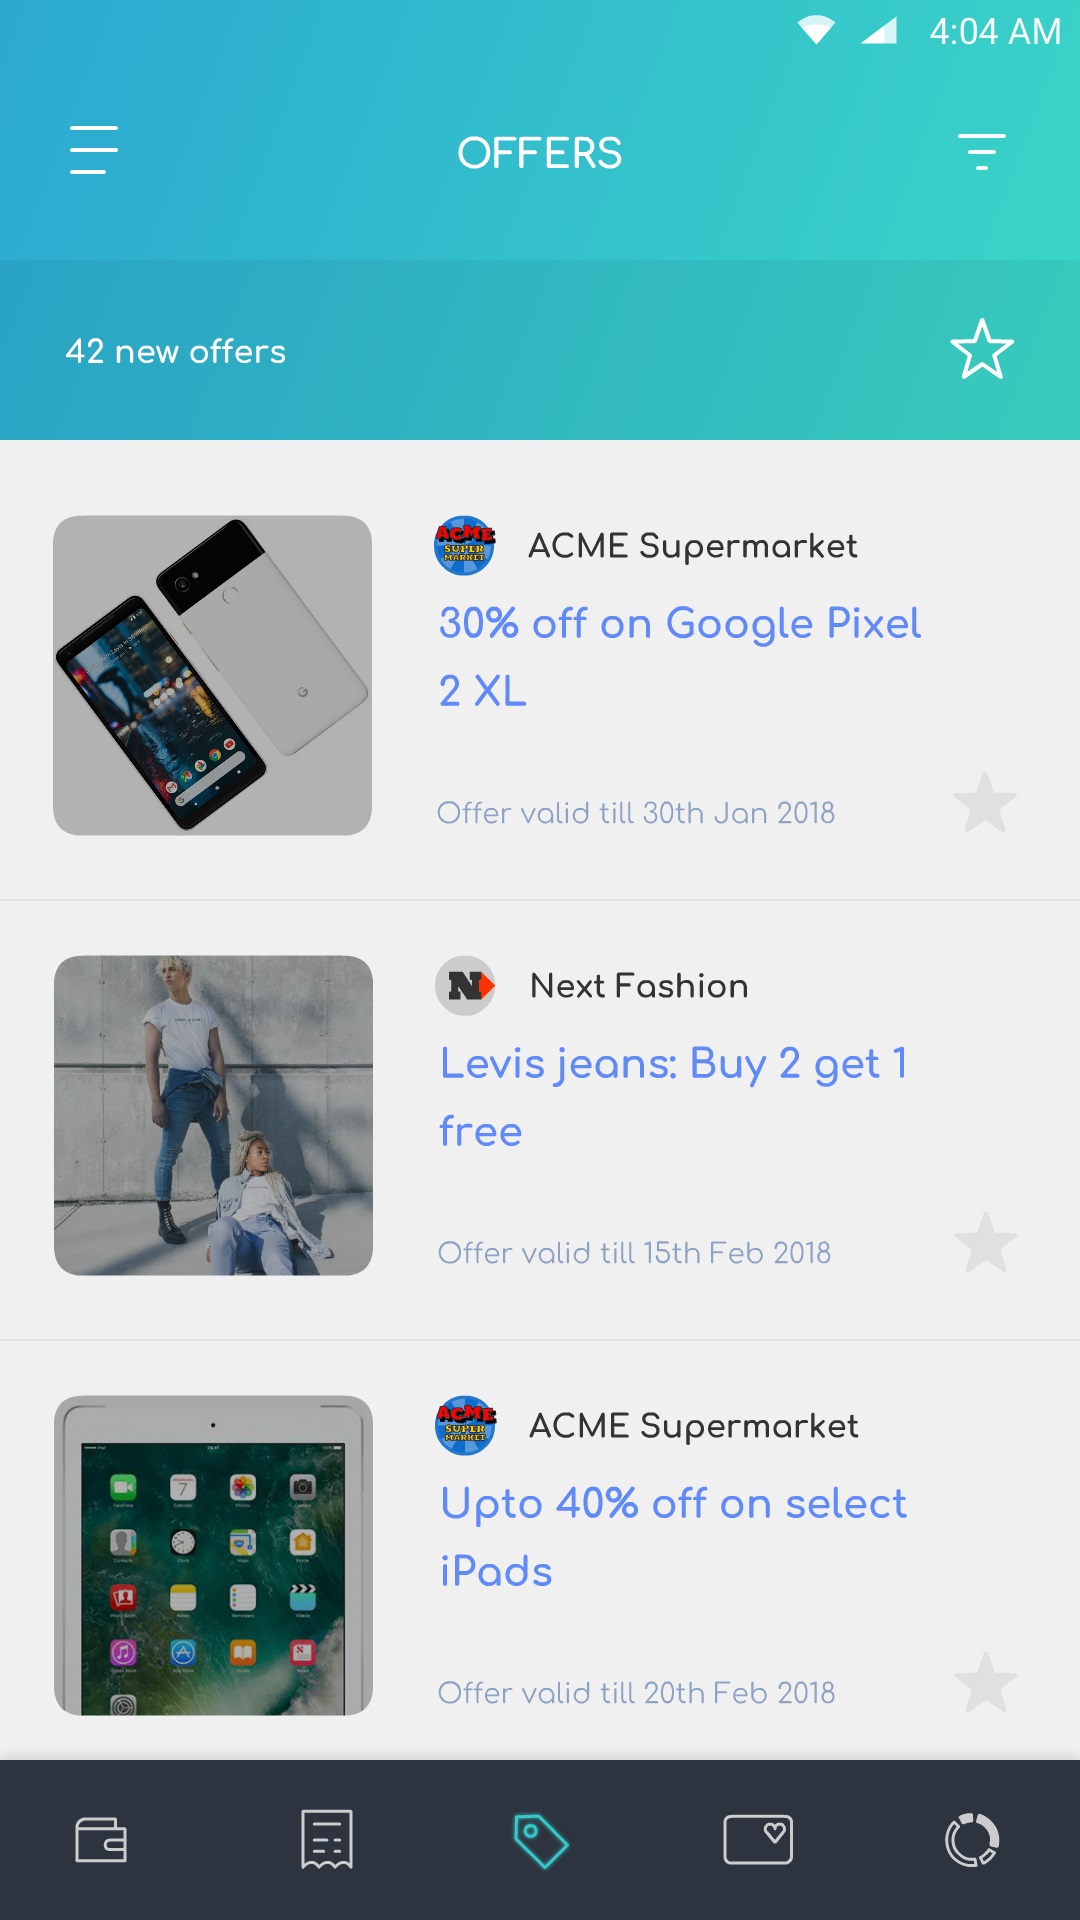 4:04 AM
OFFERS
42 new offers
ACME SUPER MARKET
ACME Supermarket
30% off on Google Pixel
2 XL
Offer valid till 30th Jan 2018
N
Next Fashion
Levis jeans: Buy 2 get 1
free
Offer valid till 15th Feb 2018
ACME SUPER MARKET
ACME Supermarket
Upto 40% off on select
iPads
Offer valid till 20th Feb 2018